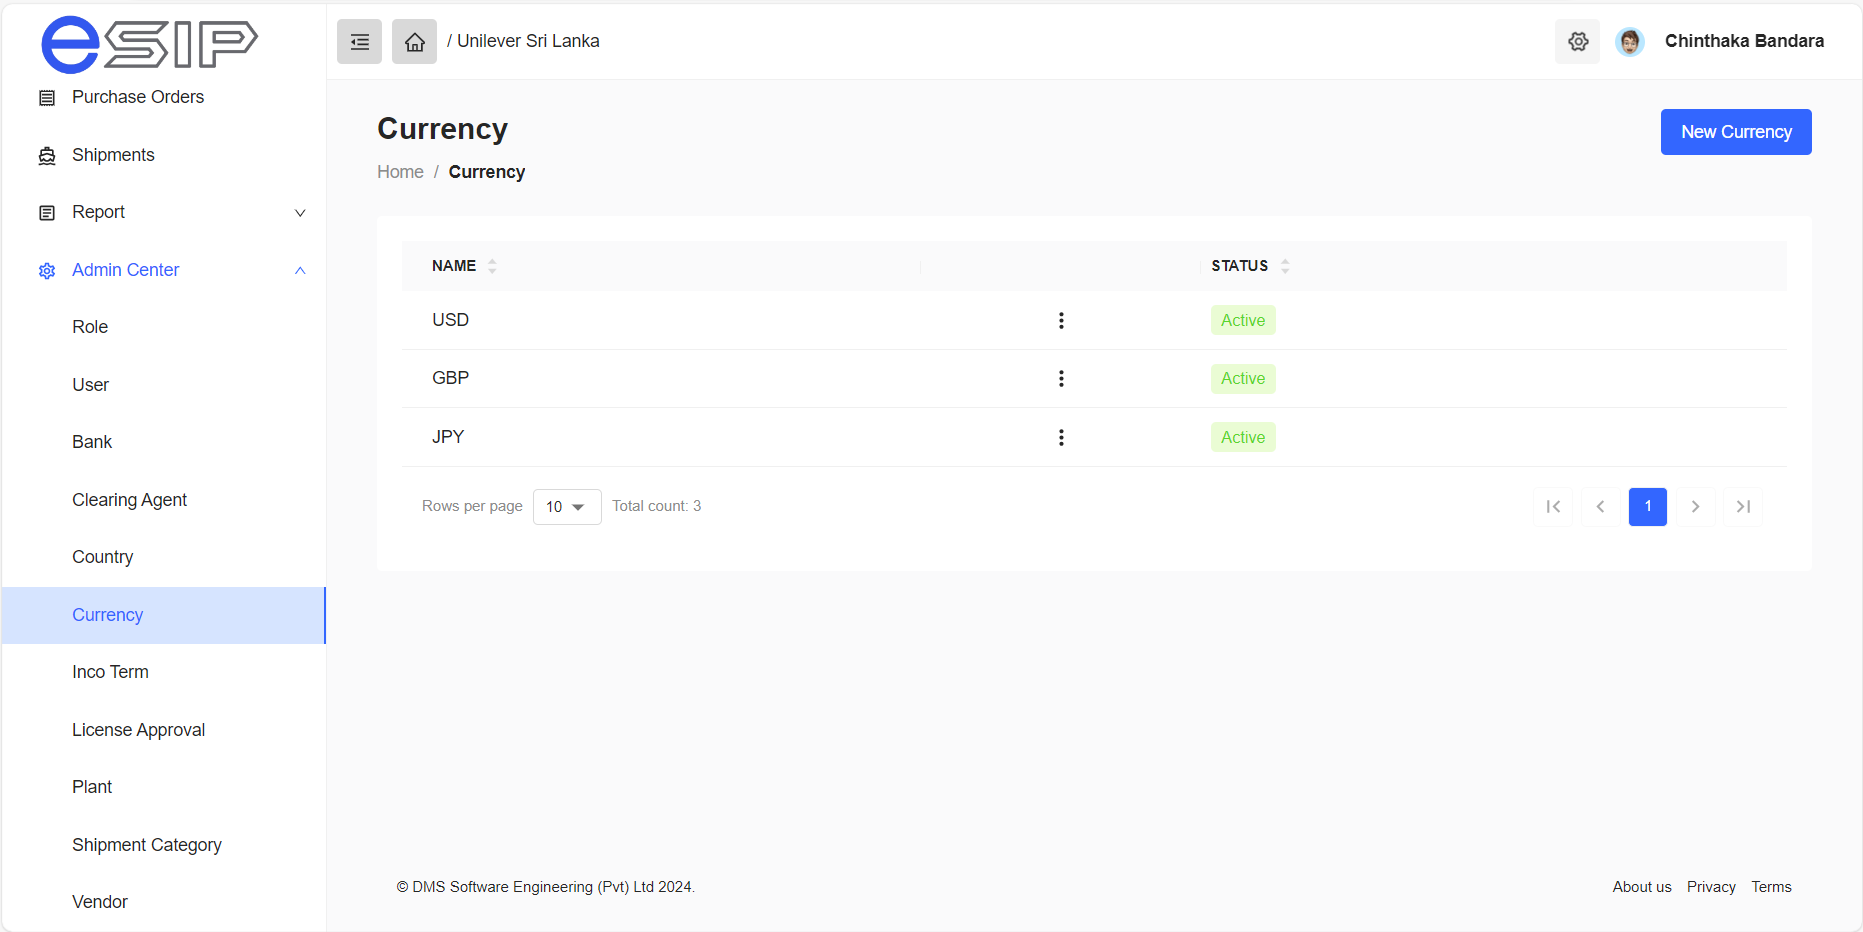 eSIP
/ Unilever Sri Lanka
Chinthaka Bandara
Purchase Orders
Shipments
Report
Admin Center
Role
User
Bank
Clearing Agent
Country
Currency
Inco Term
License Approval
Plant
Shipment Category
Vendor
Currency
Home / Currency
New Currency
NAME STATUS
USD Active
GBP Active
JPY Active
Rows per page 10 Total count: 3
1
© DMS Software Engineering (Pvt) Ltd 2024.
About us Privacy Terms